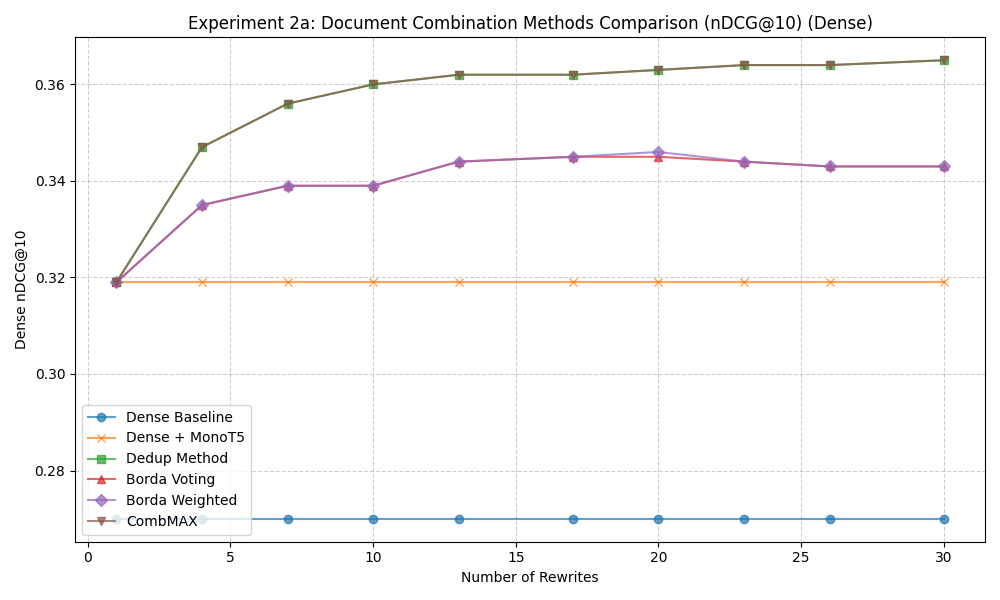 Experiment 2a: Document Combination Methods Comparison (nDCG@10) (Dense)
Dense nDCG@10
0.36
0.34
0.32
0.30
0.28
Dense Baseline
Dense + MonoT5
Dedup Method
Borda Voting
Borda Weighted
CombMAX
0 5 10 15 20 25 30
Number of Rewrites